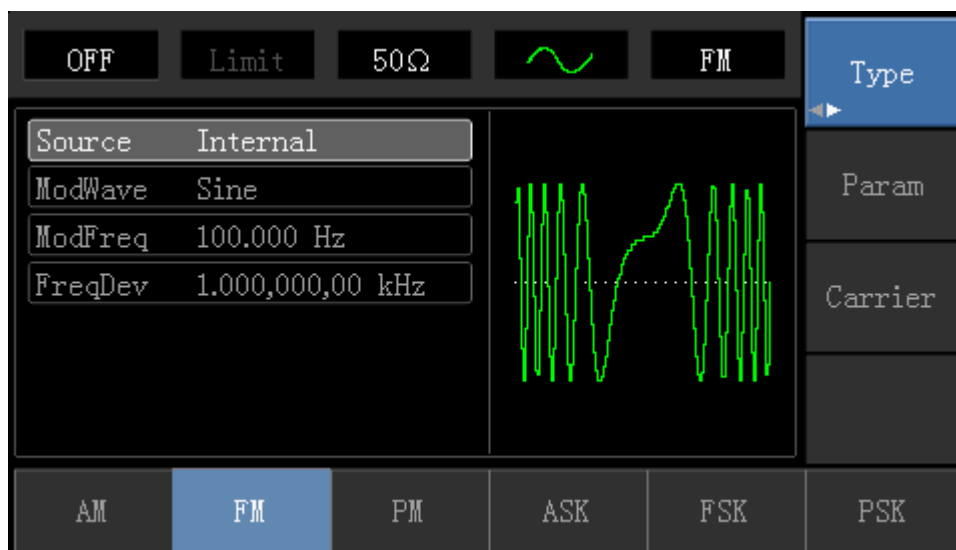 OFF Limit 50Ω FM
Type
Source Internal
ModWave Sine
ModFreq 100.000 Hz
FreqDev 1.000,000,00 kHz
Param
Carrier
AM FM PM ASK FSK PSK